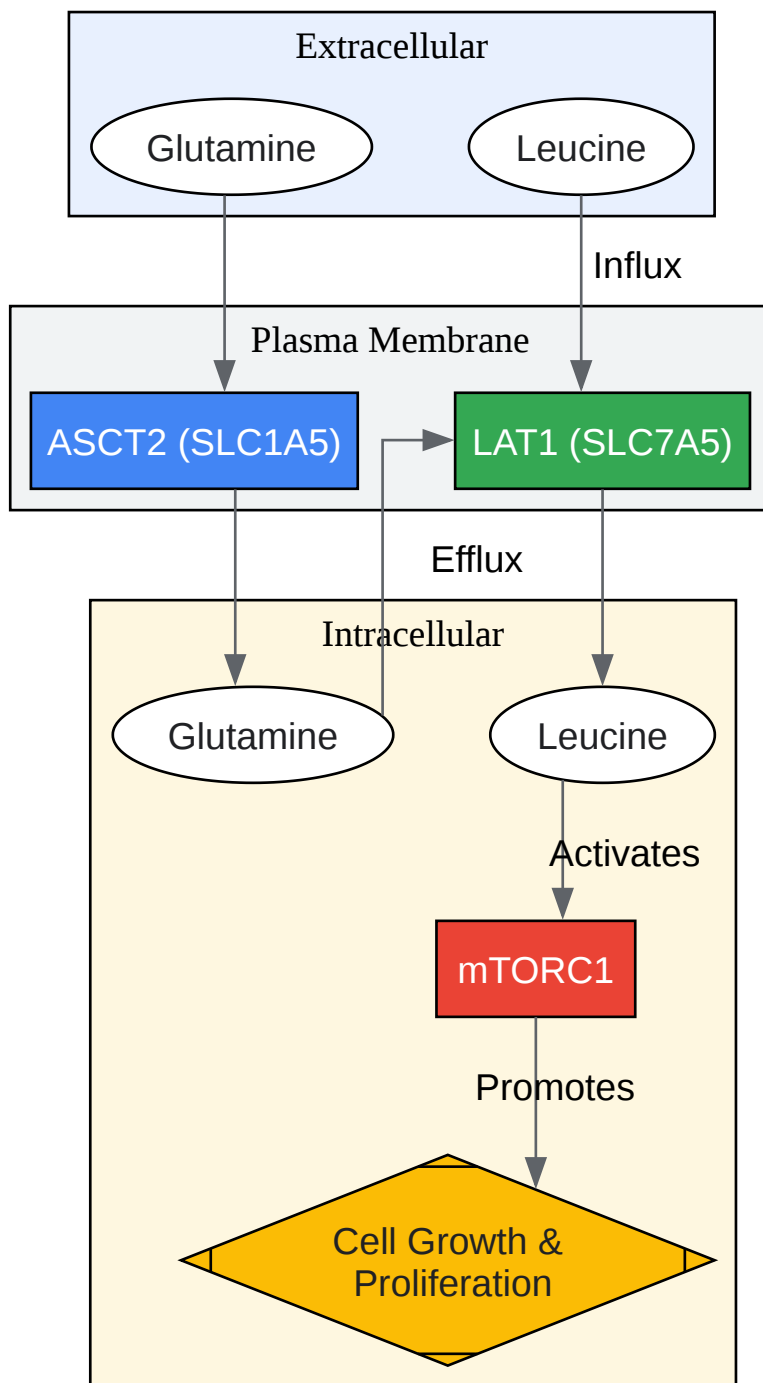 Extracellular
Glutamine
Leucine
Influx
Plasma Membrane
ASCT2 (SLC1A5)
LAT1 (SLC7A5)
Efflux
Intracellular
Glutamine
Leucine
Activates
mTORC1
Promotes
Cell Growth &
Proliferation